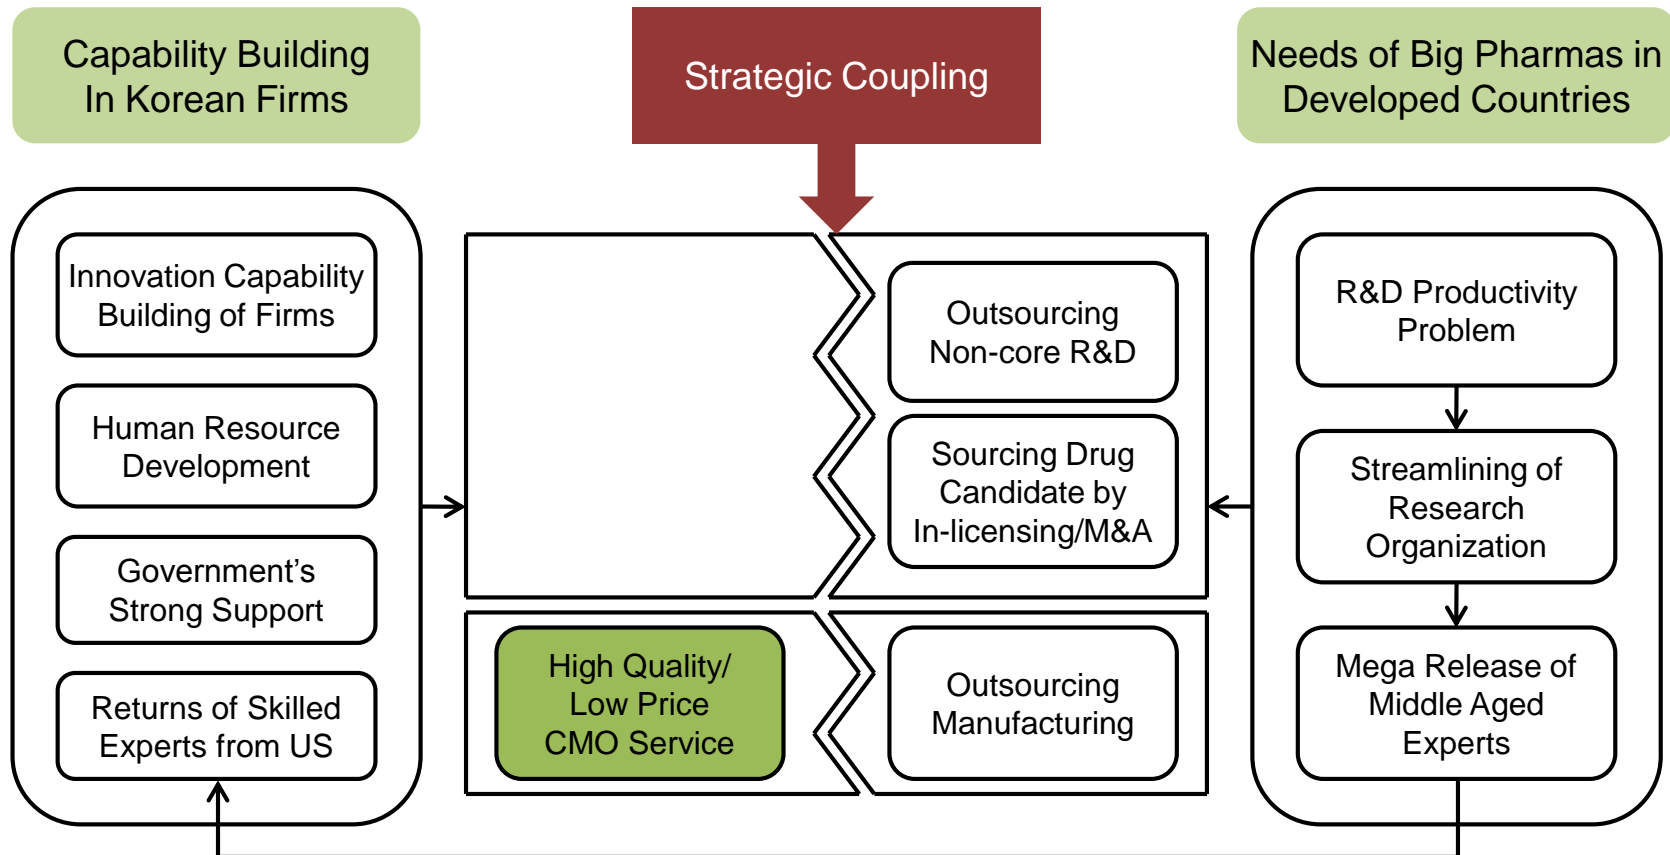 Capability Building
In Korean Firms
Strategic Coupling
Needs of Big Pharmas in
Developed Countries
Innovation Capability
Building of Firms
Human Resource
Development
Government’s
Strong Support
Returns of Skilled
Experts from US
High Quality/
Low Price
CMO Service
Outsourcing
Non-core R&D
Sourcing Drug
Candidate by
In-licensing/M&A
Outsourcing
Manufacturing
R&D Productivity
Problem
Streamlining of
Research
Organization
Mega Release of
Middle Aged
Experts